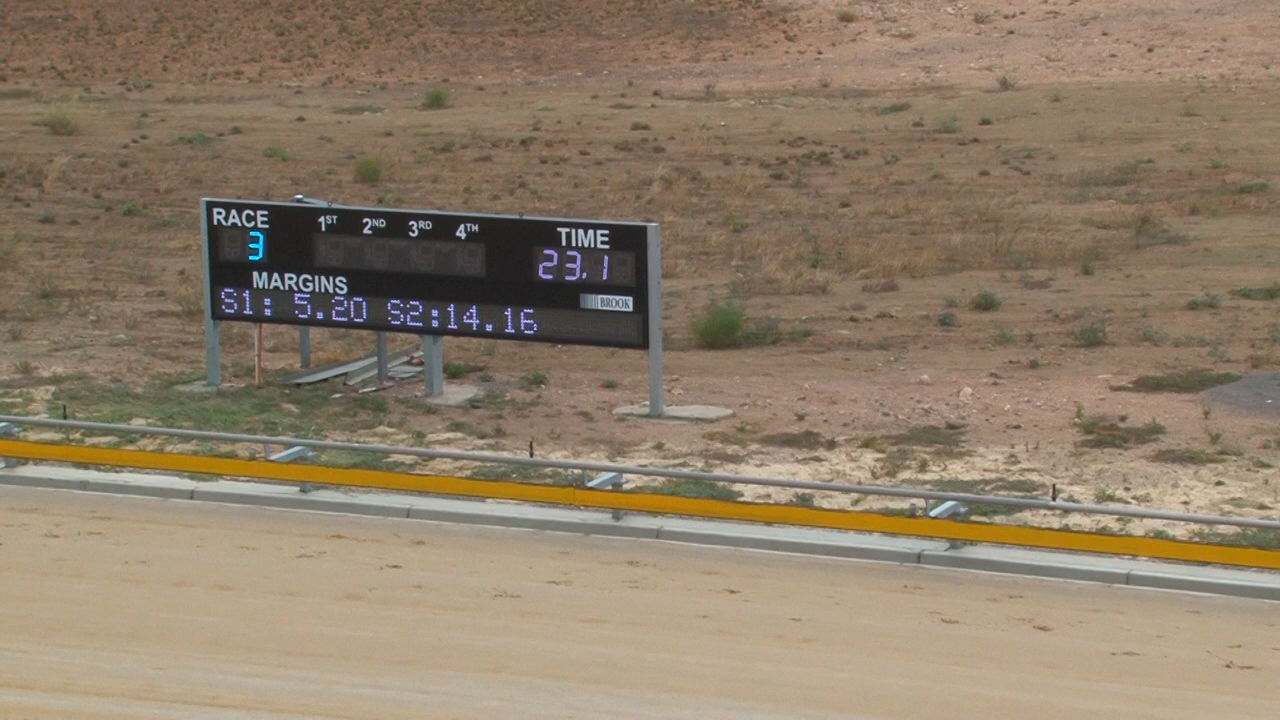 RACE 1ST 2ND 3RD 4TH TIME
3 23.1
MARGINS
BROOK
S1: 5.20 S2:14.16